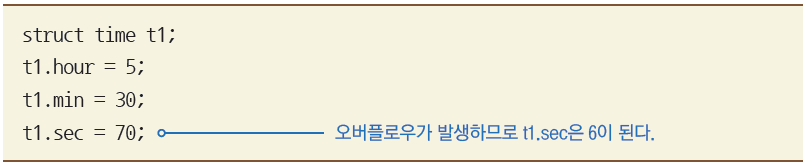 struct time t1;
t1.hour = 5;
t1.min = 30;
t1.sec = 70; 오버플로우가 발생하므로 t1.sec은 6이 된다.